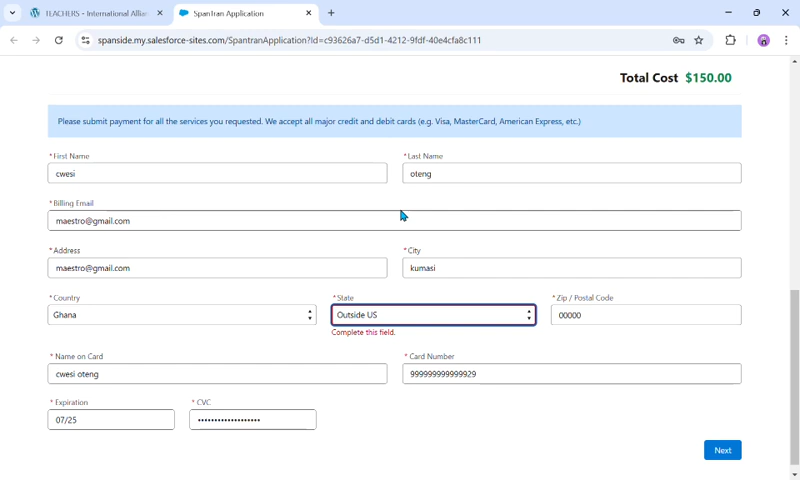 TEACHERS - International Allian
SpanTran Application
spanside.my.salesforce-sites.com/SpantranApplication?Id=c93626a7-d5d1-4212-9fdf-40e4cfa8c111
Total Cost $150.00
Please submit payment for all the services you requested. We accept all major credit and debit cards (e.g. Visa, MasterCard, American Express, etc.)
* First Name * Last Name
cwesi oteng
* Billing Email
maestro@gmail.com
* Address * City
maestro@gmail.com kumasi
* Country * State * Zip / Postal Code
Ghana Outside US 00000
Complete this field.
* Name on Card * Card Number
cwesi oteng 999999999999929
* Expiration * CVC
07/25 •••••••••••••••••••
Next